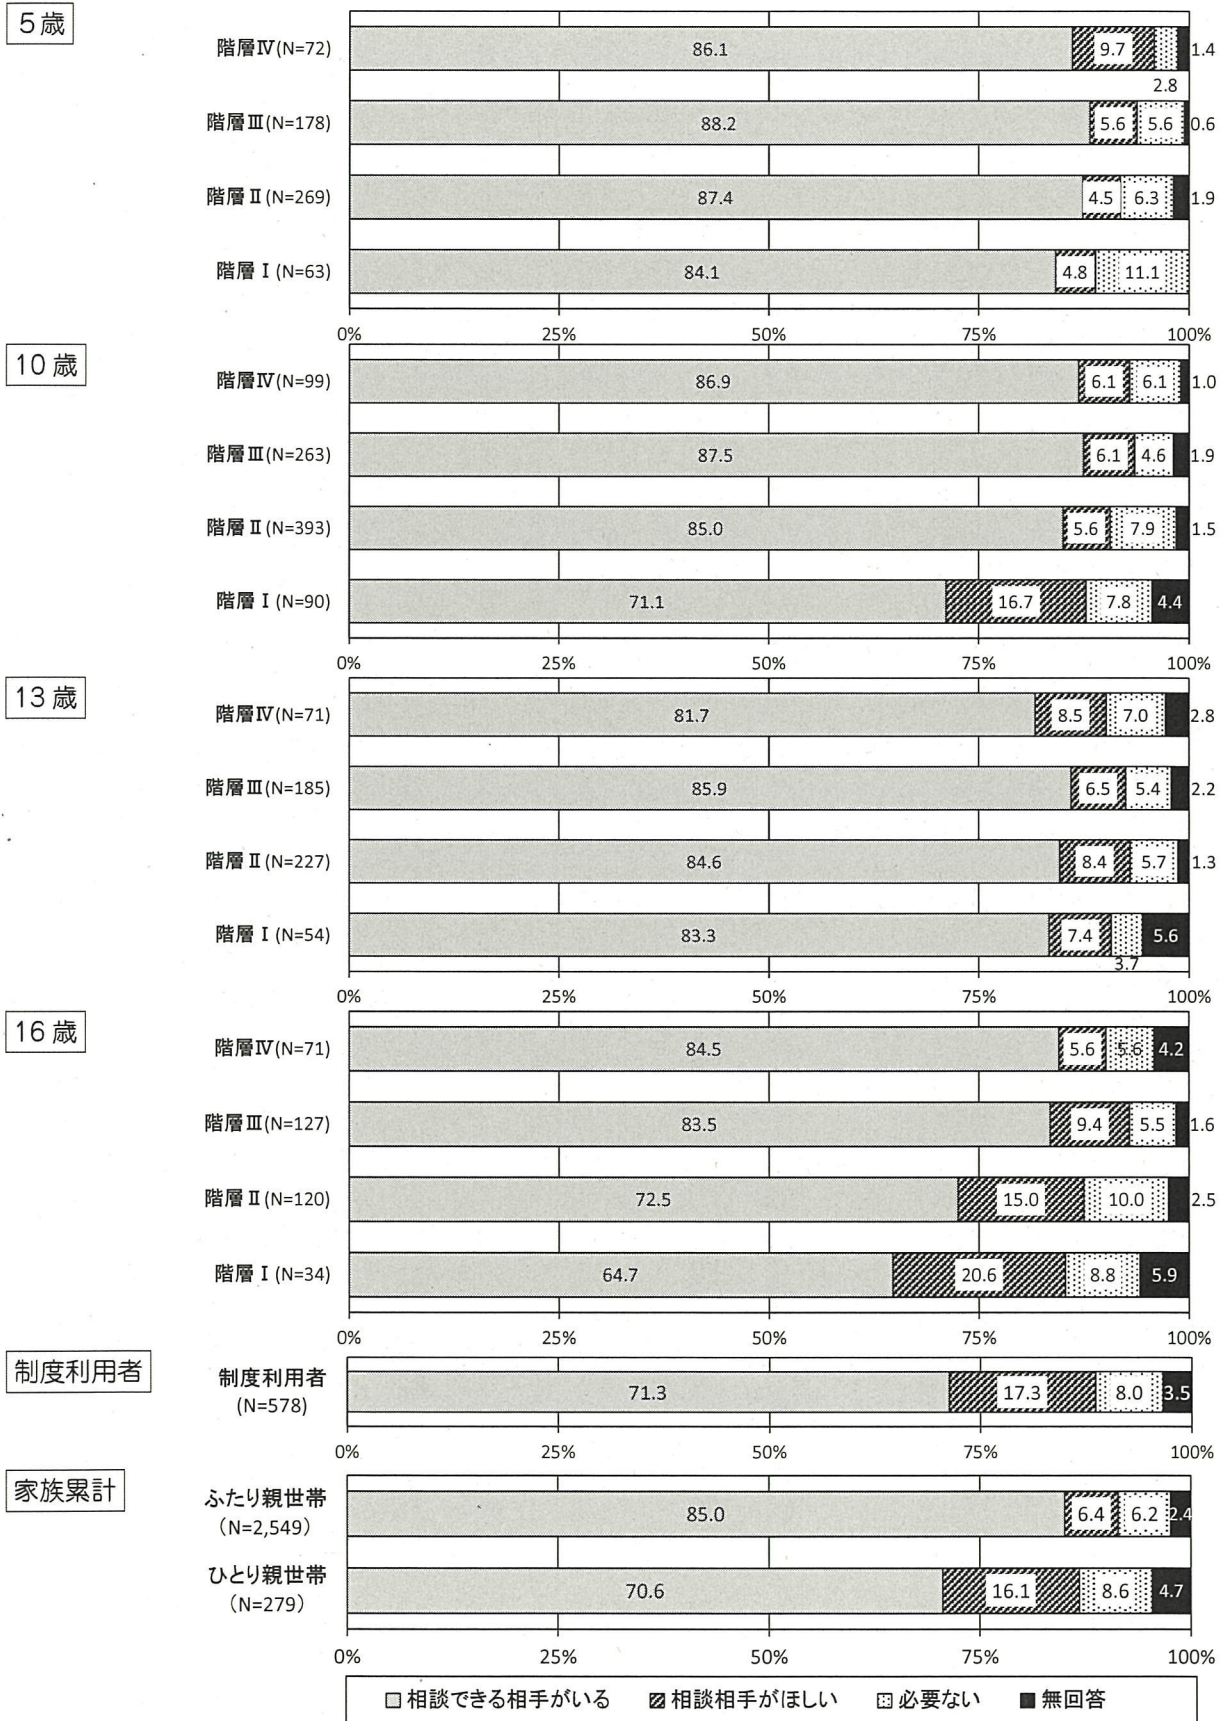 5歳
階層Ⅳ(N=72) 86.1 9.7 1.4
2.8
階層Ⅲ(N=178) 88.2 5.6 5.6 0.6
階層Ⅱ(N=269) 87.4 4.5 6.3 1.9
階層Ⅰ(N=63) 84.1 4.8 11.1
0% 25% 50% 75% 100%
10歳
階層Ⅳ(N=99) 86.9 6.1 6.1 1.0
階層Ⅲ(N=263) 87.5 6.1 4.6 1.9
階層Ⅱ(N=393) 85.0 5.6 7.9 1.5
階層Ⅰ(N=90) 71.1 16.7 7.8 4.4
0% 25% 50% 75% 100%
13歳
階層Ⅳ(N=71) 81.7 8.5 7.0 2.8
階層Ⅲ(N=185) 85.9 6.5 5.4 2.2
階層Ⅱ(N=227) 84.6 8.4 5.7 1.3
階層Ⅰ(N=54) 83.3 7.4 5.6
3.7
0% 25% 50% 75% 100%
16歳
階層Ⅳ(N=71) 84.5 5.6 5.6 4.2
階層Ⅲ(N=127) 83.5 9.4 5.5 1.6
階層Ⅱ(N=120) 72.5 15.0 10.0 2.5
階層Ⅰ(N=34) 64.7 20.6 8.8 5.9
0% 25% 50% 75% 100%
制度利用者
制度利用者
(N=578) 71.3 17.3 8.0 3.5
0% 25% 50% 75% 100%
家族累計
ふたり親世帯
(N=2,549) 85.0 6.4 6.2 2.4
ひとり親世帯
(N=279) 70.6 16.1 8.6 4.7
0% 25% 50% 75% 100%
相談できる相手がいる 相談相手がほしい 必要ない 無回答